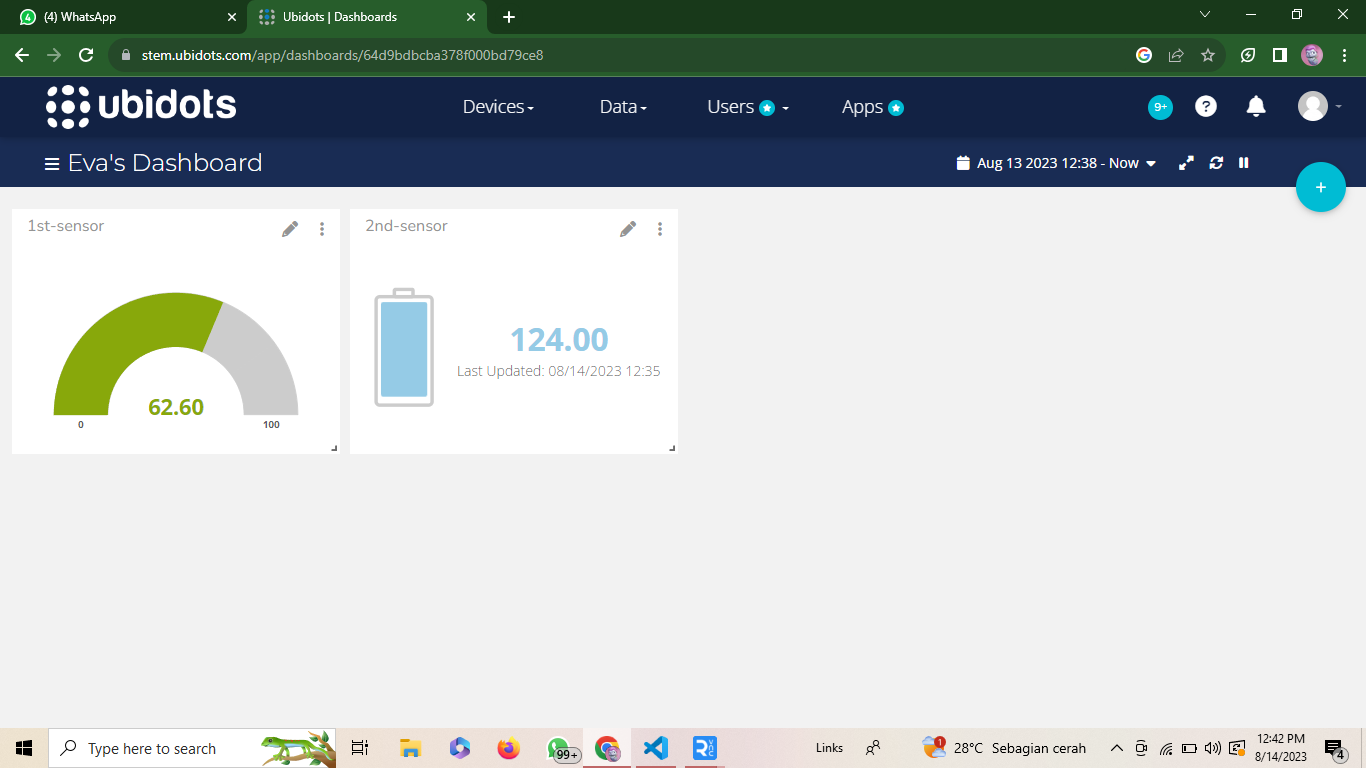 4
(4) WhatsApp
Ubidots | Dashboards
stem.ubidots.com/app/dashboards/64d9bdbcba378f000bd79ce8
ubidots
Devices
Data
Users
Apps
9+
?
Eva's Dashboard
Aug 13 2023 12:38 - Now
+
1st-sensor
62.60
0
100
2nd-sensor
124.00
Last Updated: 08/14/2023 12:35
Type here to search
99+
Links
1
28°C Sebagian cerah
12:42 PM
8/14/2023
4